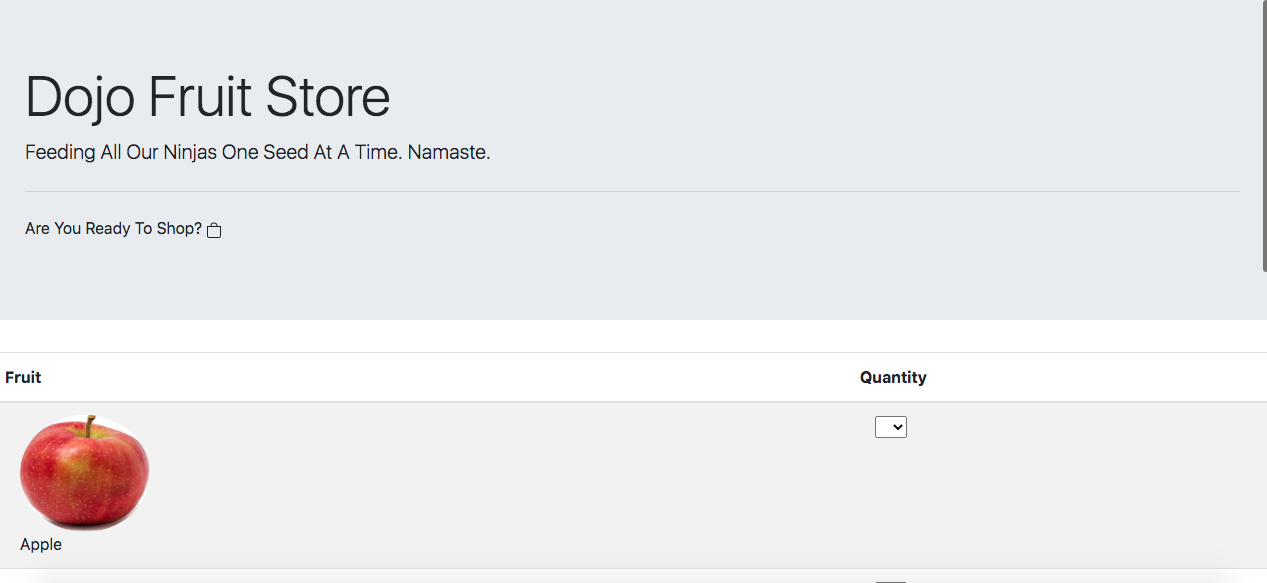 Dojo Fruit Store
Feeding All Our Ninjas One Seed At A Time. Namaste.
Are You Ready To Shop?
Fruit Quantity
Apple